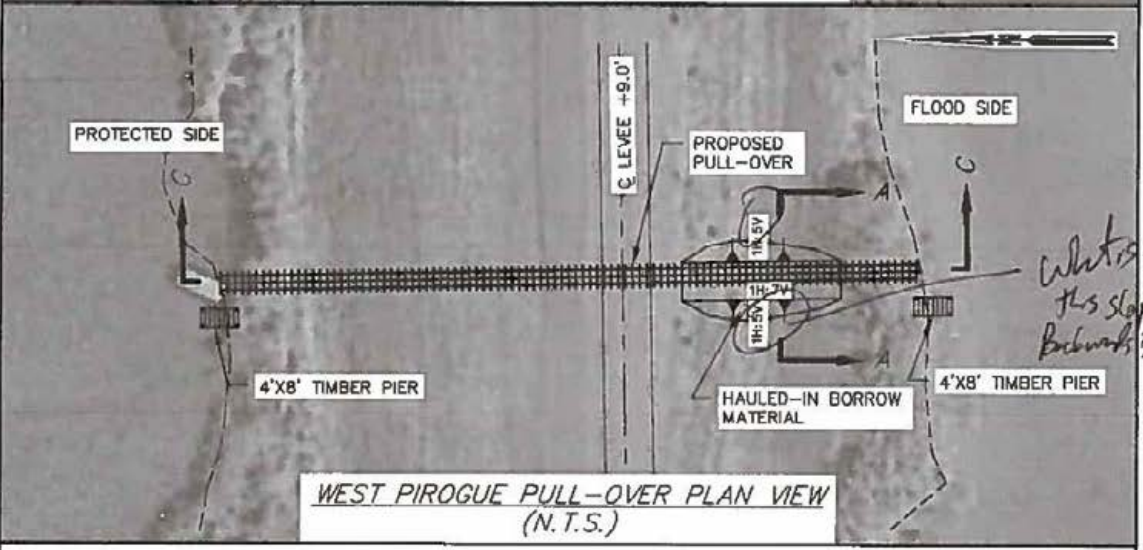 PROTECTED SIDE
C
℄ LEVEE +9.0'
PROPOSED
PULL-OVER
FLOOD SIDE
C
A
1H:5V
1H:7V
1H:5V
A
What is
this
Backwards
4'X8' TIMBER PIER
HAULED-IN BORROW
MATERIAL
4'X8' TIMBER PIER
WEST PIROGUE PULL-OVER PLAN VIEW
(N.T.S.)